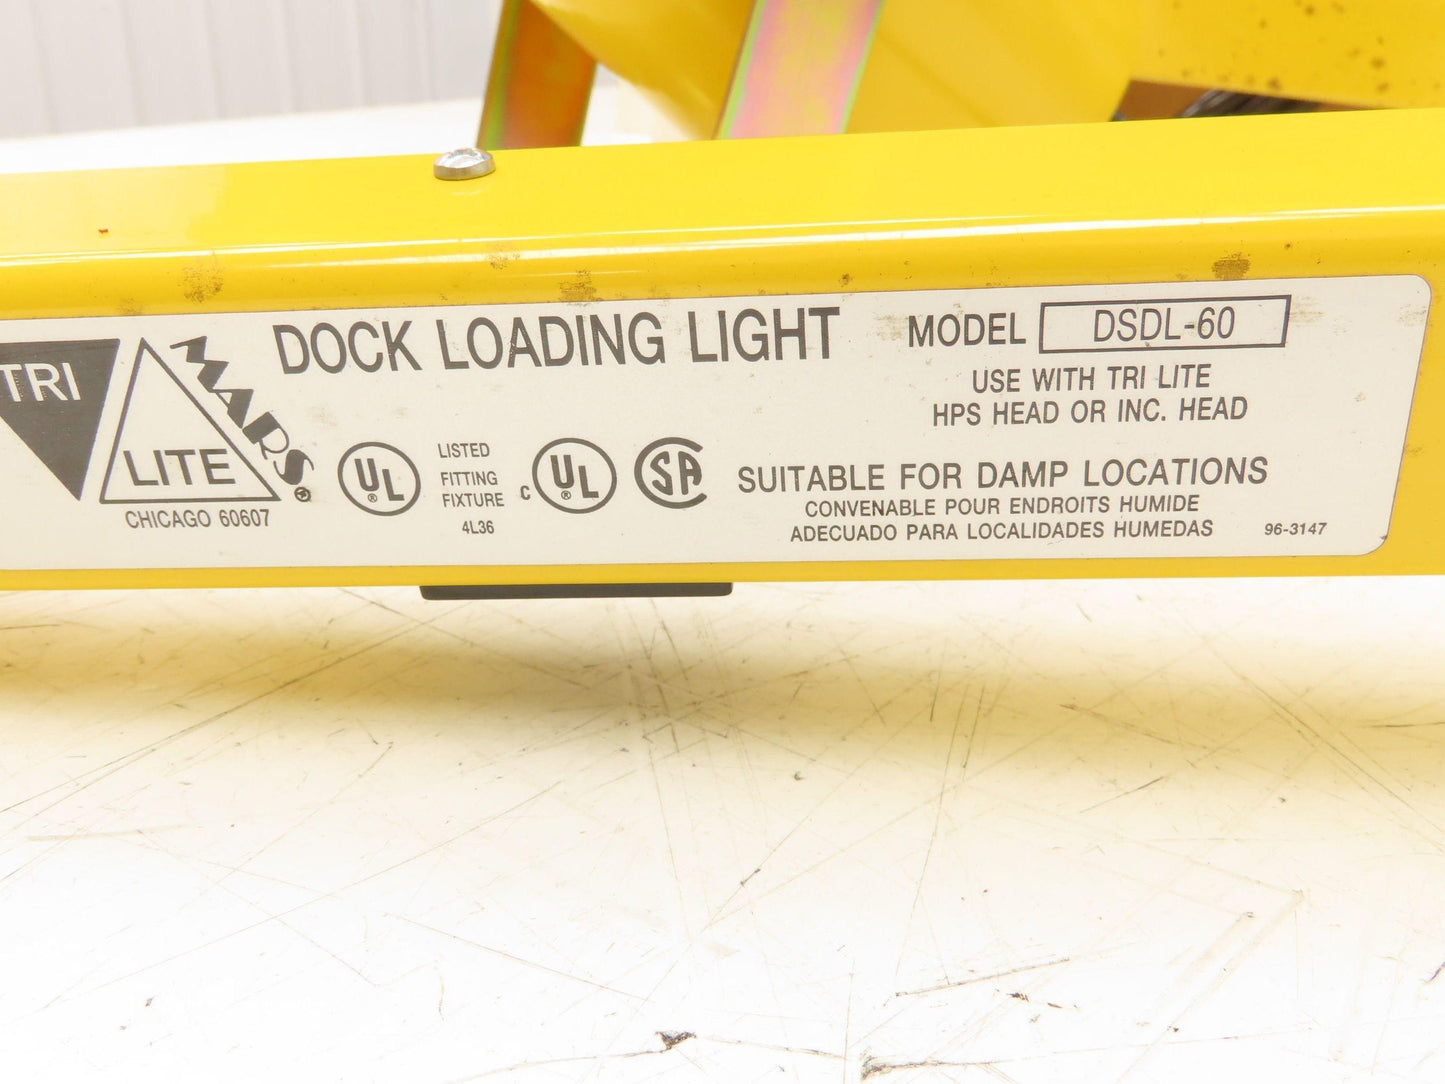 TRI
LITE
MARS®
CHICAGO 60607
DOCK LOADING LIGHT
MODEL DSDL-60
USE WITH TRI LITE
HPS HEAD OR INC. HEAD
UL®
LISTED
FITTING
FIXTURE
4L36
C UL®
SA
SUITABLE FOR DAMP LOCATIONS
CONVENABLE POUR ENDROITS HUMIDE
ADECUADO PARA LOCALIDADES HUMEDAS
96-3147